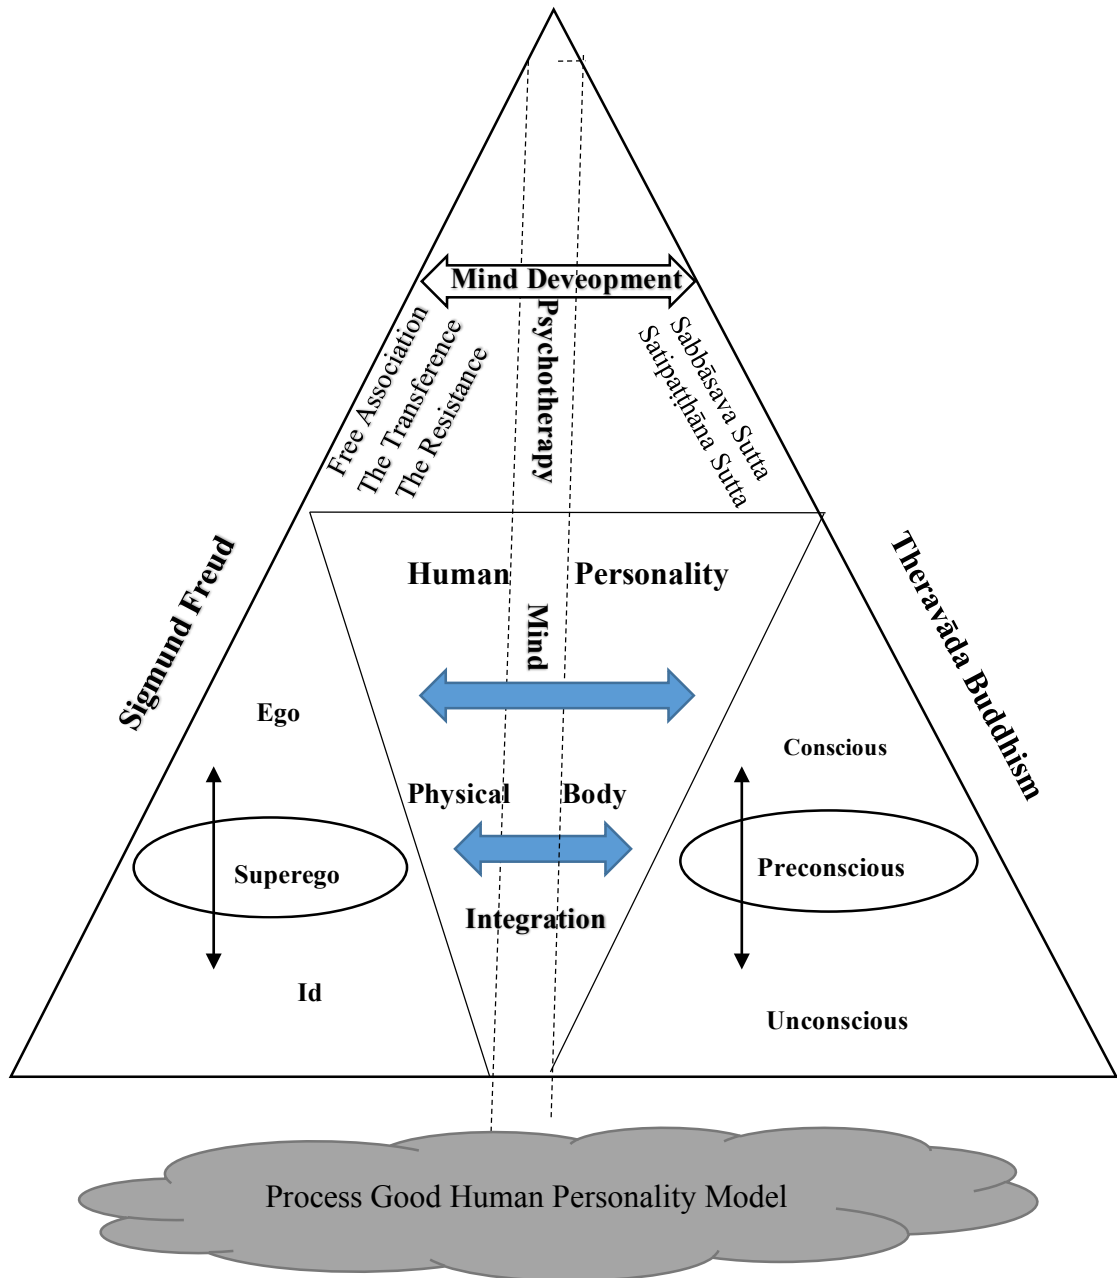 Mind Deveopment
Psychotherapy
Free Association
The Transference
The Resistance
Sabbāsava Sutta
Satipaṭṭhāna Sutta
Sigmund Freud
Theravāda Buddhism
Human Personality
Mind
Ego
Conscious
Physical Body
Superego
Preconscious
Integration
Id
Unconscious
Process Good Human Personality Model